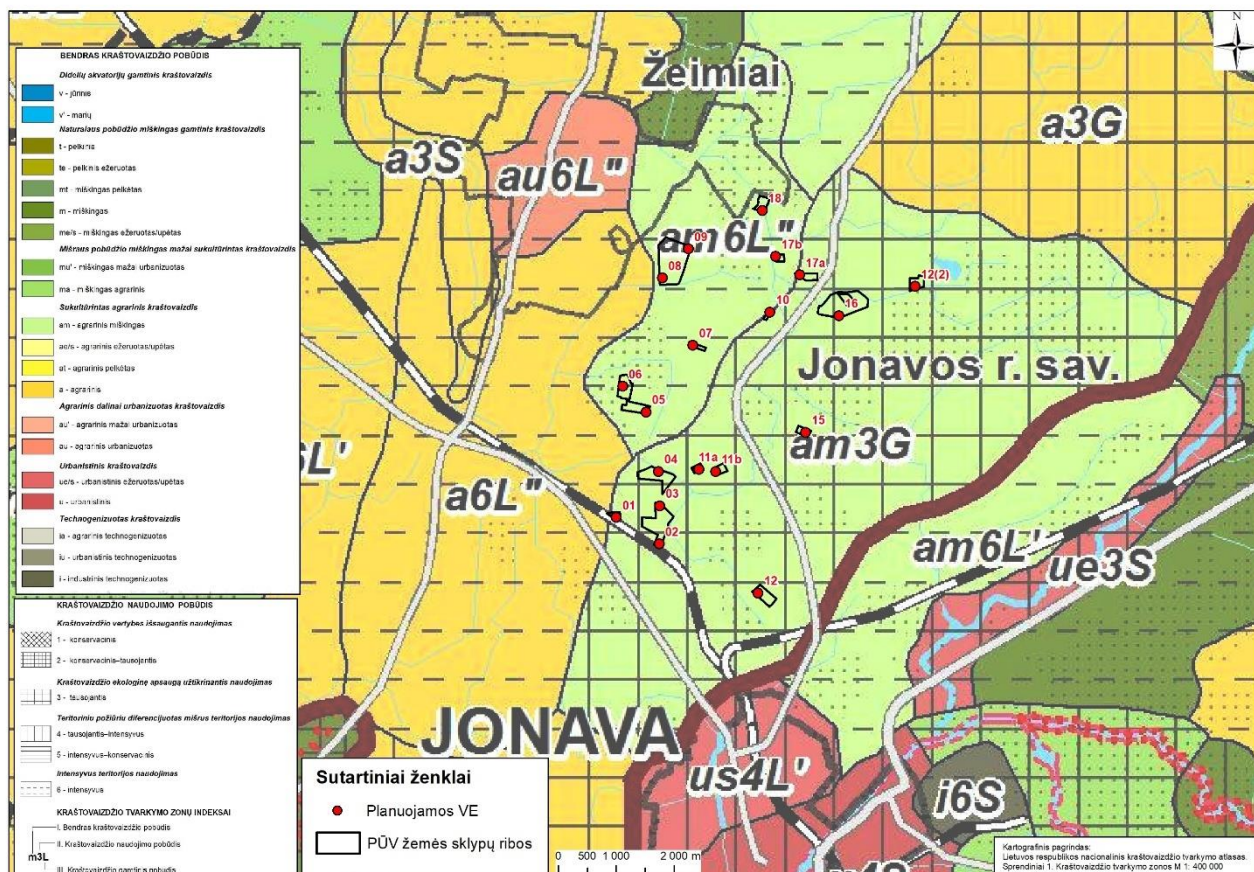 BENDRAS KRAŠTOVAIZDŽIO POBŪDIS
Didelių akvatorijų gamtinis kraštovaizdis
v - jūrinis
v' - marių
Natūralaus pobūdžio miškingas gamtinis kraštovaizdis
t - pelkinis
te - pelkinis ežeruotas
mt - miškingas pelkėtas
m - miškingas
me/s - miškingas ežeruotas/upėtas
Mišraus pobūdžio miškingas mažai sukultūrintas kraštovaizdis
mu' - miškingas mažai urbanizuotas
ma - miškingas agrarinis
Sukultūrintas agrarinis kraštovaizdis
am - agrarinis miškingas
ae/s - agrarinis ežeruotas/upėtas
at - agrarinis pelkėtas
a - agrarinis
Agrarinis dalinai urbanizuotas kraštovaizdis
au' - agrarinis mažai urbanizuotas
au - agrarinis urbanizuotas
Urbanistinis kraštovaizdis
ue/s - urbanistinis ežeruotas/upėtas
u - urbanistinis
Technogenizuotas kraštovaizdis
ia - agrarinis technogenizuotas
iu - urbanistinis technogenizuotas
i - industrinis technogenizuotas
KRAŠTOVAIZDŽIO NAUDOJIMO POBŪDIS
Kraštovaizdžio vertybes išsaugantis naudojimas
1 - konservacinis
2 - konservacinis-tausojantis
Kraštovaizdžio ekologinę apsaugą užtikrinantis naudojimas
3 - tausojantis
Teritoriniu požiūriu diferencijuotas mišrus teritorijos naudojimas
4 - tausojantis-intensyvus
5 - intensyvus-konservacinis
Intensyvus teritorijos naudojimas
6 - intensyvus
KRAŠTOVAIZDŽIO TVARKYMO ZONŲ INDEKSAI
I. Bendras kraštovaizdžio pobūdis
II. Kraštovaizdžio naudojimo pobūdis
m3L
III. Kraštovaizdžio gamtinis pobūdis
N
Žeimiai
a3G
a3S
au6L"
18
am6L"
09
17b
08
17a
12(2)
10
16
07
Jonavos r. sav.
06
05
15
am3G
6L'
04
11a
11b
a6L"
03
01
02
am6L'
ue3S
12
JONAVA
us4L'
i6S
Sutartiniai ženklai
Planuojamos VE
PŪV žemės sklypų ribos
0 500 1 000 2 000 m
Kartografinis pagrindas:
Lietuvos respublikos nacionalinis kraštovaizdžio tvarkymo atlasas.
Sprendiniai 1. Kraštovaizdžio tvarkymo zonos M 1: 400 000